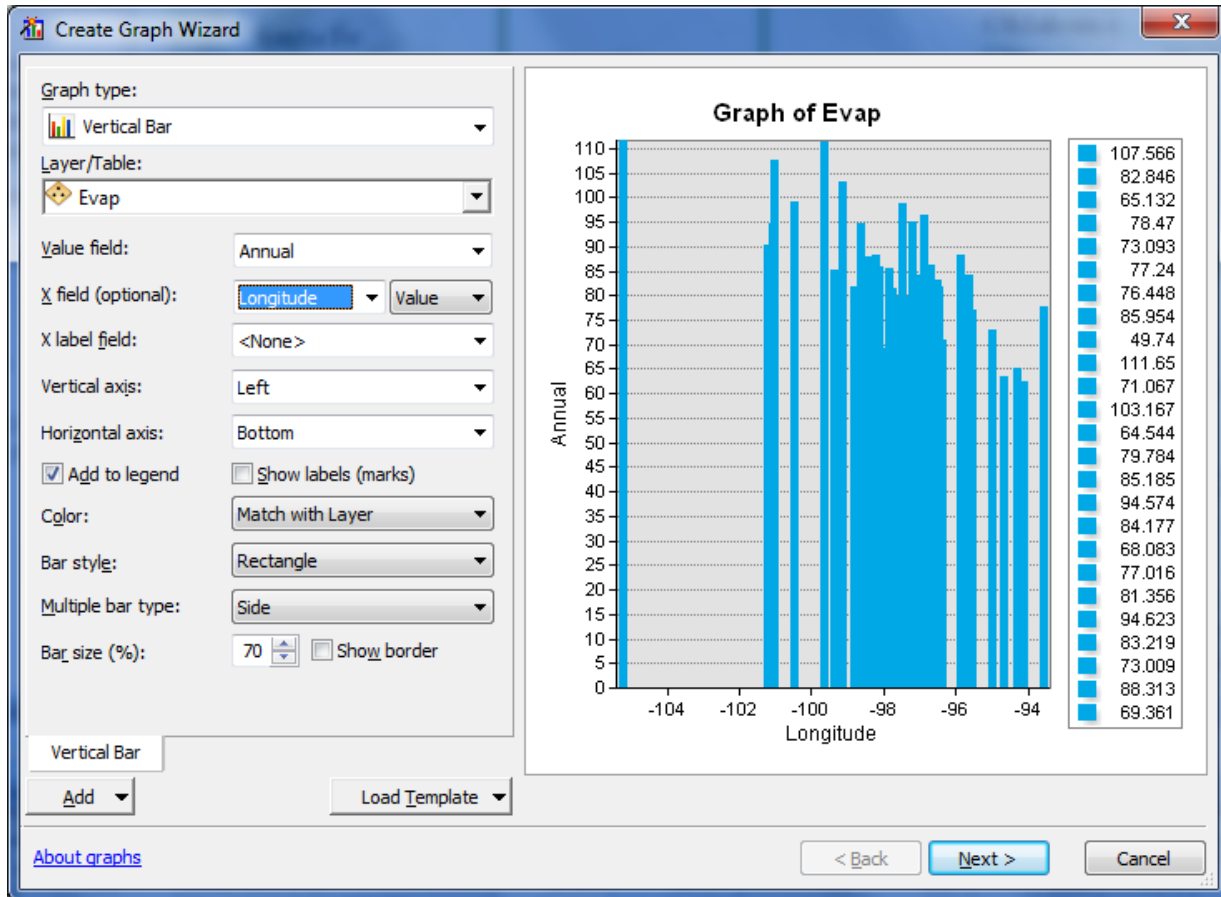 Create Graph Wizard
Graph type:
Vertical Bar
Layer/Table:
Evap
Value field:
Annual
X field (optional):
Longitude
Value
X label field:
<None>
Vertical axis:
Left
Horizontal axis:
Bottom
Add to legend
Show labels (marks)
Color:
Match with Layer
Bar style:
Rectangle
Multiple bar type:
Side
Bar size (%):
70
Show border
Vertical Bar
Add
Load Template
Graph of Evap
110
105
100
95
90
85
80
75
70
65
60
55
50
45
40
35
30
25
20
15
10
5
0
Annual
-104
-102
-100
-98
-96
-94
Longitude
107.566
82.846
65.132
78.47
73.093
77.24
76.448
85.954
49.74
111.65
71.067
103.167
64.544
79.784
85.185
94.574
84.177
68.083
77.016
81.356
94.623
83.219
73.009
88.313
69.361
About graphs
< Back
Next >
Cancel